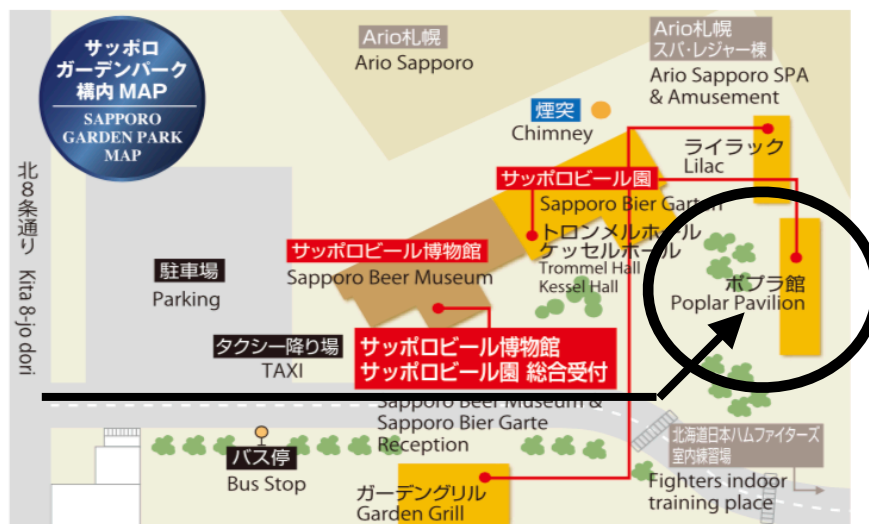 サッポロ
ガーデンパーク
構内 MAP
SAPPORO
GARDEN PARK
MAP
Ario札幌
Ario Sapporo
Ario札幌
スパ・レジャー棟
Ario Sapporo SPA
& Amusement
煙突
Chimney
ライラック
Lilac
サッポロビール園
Sapporo Bier Garten
トロンメルホール
ケッセルホール
Trommel Hall
Kessel Hall
北8条通り Kita 8-jo dori
駐車場
Parking
サッポロビール博物館
Sapporo Beer Museum
ポプラ館
Poplar Pavilion
タクシー降り場
TAXI
サッポロビール博物館
サッポロビール園 総合受付
Sapporo Beer Museum &
Sapporo Bier Garte
Reception
バス停
Bus Stop
ガーデングリル
Garden Grill
北海道日本ハムファイターズ
室内練習場
Fighters indoor
training place